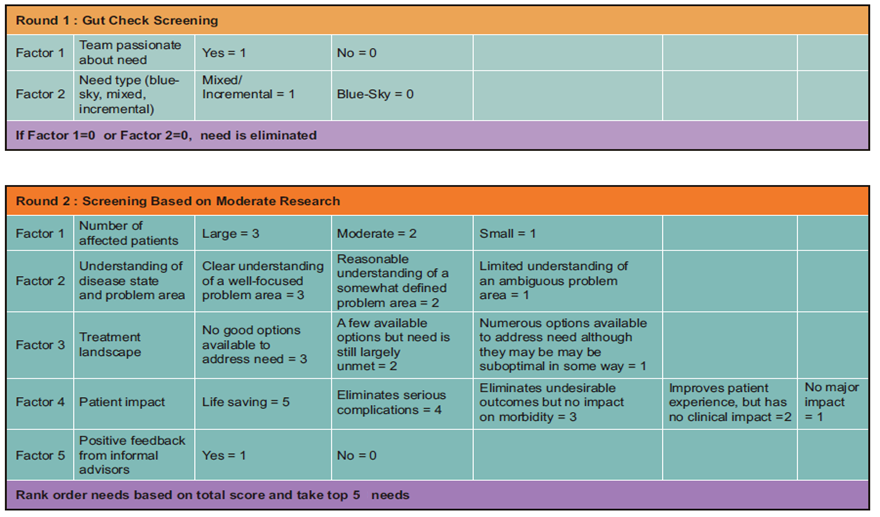 Round 1 : Gut Check Screening
Factor 1
Team passionate
about need
Yes = 1
No = 0
Factor 2
Need type (blue-
sky, mixed,
incremental)
Mixed/
Incremental = 1
Blue-Sky = 0
If Factor 1=0 or Factor 2=0, need is eliminated
Round 2 : Screening Based on Moderate Research
Factor 1
Number of
affected patients
Large = 3
Moderate = 2
Small = 1
Factor 2
Understanding of
disease state
and problem area
Clear understanding
of a well-focused
problem area = 3
Reasonable
understanding of a
somewhat defined
problem area = 2
Limited understanding of
an ambiguous problem
area = 1
Factor 3
Treatment
landscape
No good options
available to
address need = 3
A few available
options but need is
still largely
unmet = 2
Numerous options available
to address need although
they may be may be
suboptimal in some way = 1
Factor 4
Patient impact
Life saving = 5
Eliminates serious
complications = 4
Eliminates undesirable
outcomes but no impact
on morbidity = 3
Improves patient
experience, but has
no clinical impact =2
No major
impact
= 1
Factor 5
Positive feedback
from informal
advisors
Yes = 1
No = 0
Rank order needs based on total score and take top 5 needs